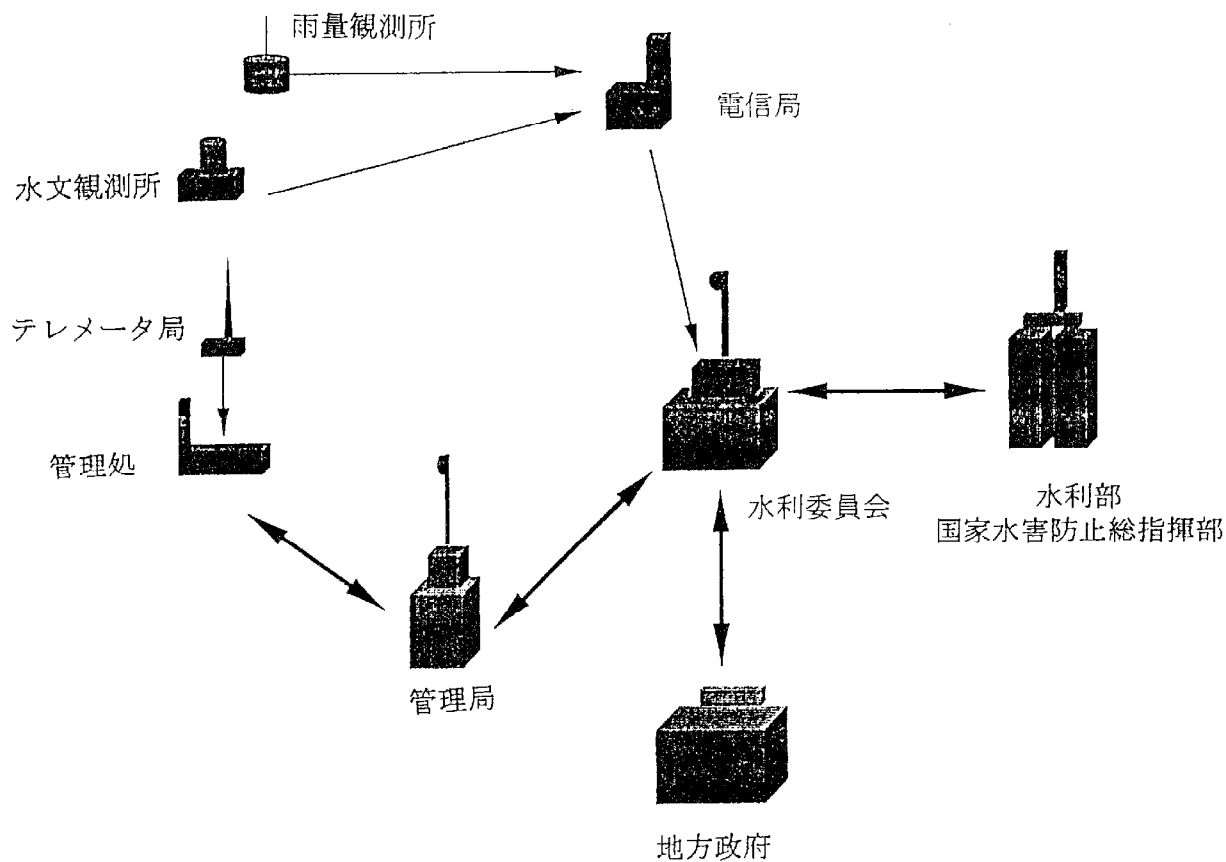 雨量観測所
電信局
水文観測所
テレメータ局
管理処
水利委員会
水利部
国家水害防止総指揮部
管理局
地方政府